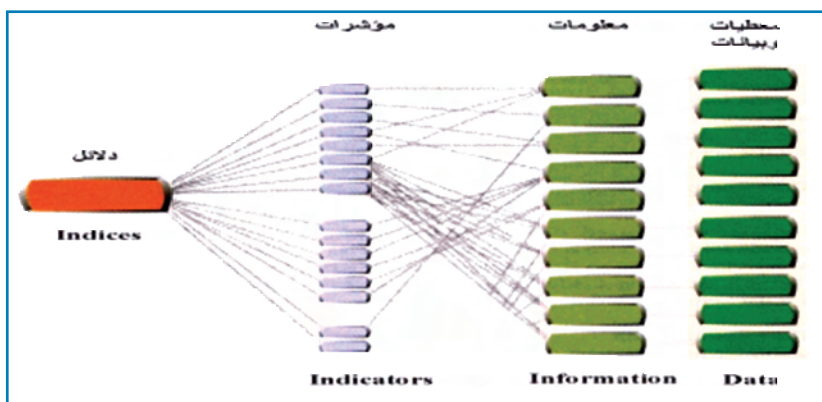 مؤشرات
معلومات
معطيات
وبيانات
دلائل
Indices
Indicators
Information
Data